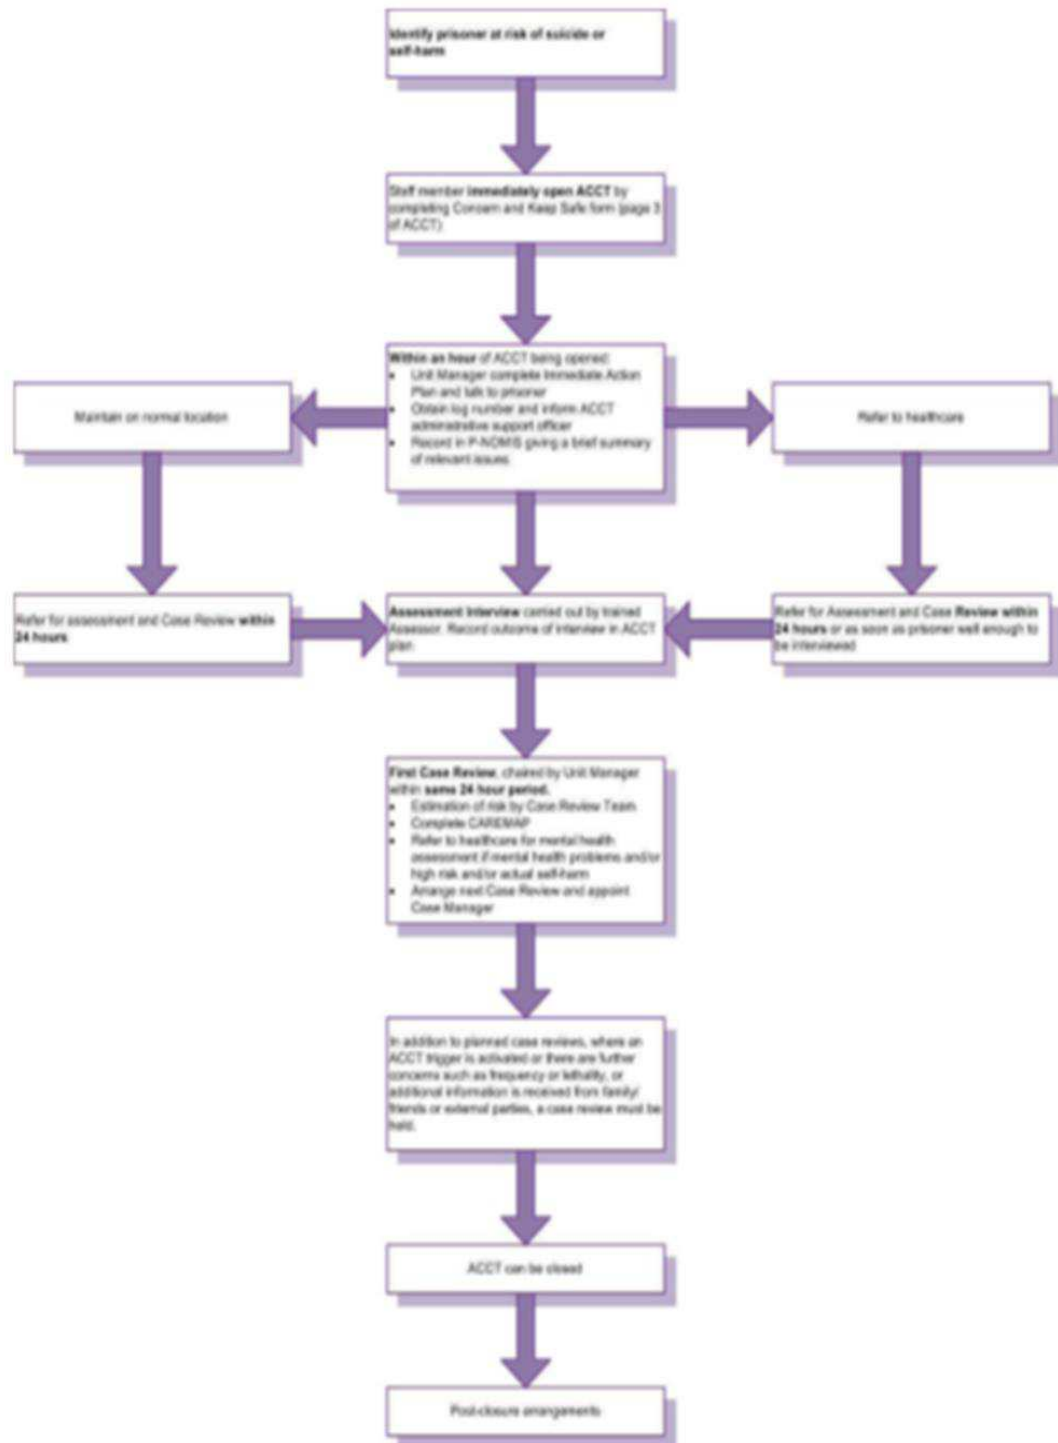 Identify prisoner at risk of suicide or
self-harm
Staff member immediately open ACCT by
completing Concern and Keep Safe form (page 3
of ACCT)
Within an hour of ACCT being opened:
• Unit Manager complete Immediate Action
Plan and talk to prisoner
• Obtain log number and inform ACCT
administrative support officer
• Record in P-NOMIS giving a brief summary
of relevant issues
Maintain on normal location
Refer to healthcare
Refer for assessment and Case Review within
24 hours
Assessment Interview carried out by trained
Assessor. Record outcome of interview in ACCT
plan.
Refer for Assessment and Case Review within
24 hours or as soon as prisoner well enough to
be interviewed
First Case Review, chaired by Unit Manager
within same 24 hour period.
• Estimation of risk by Case Review Team
• Complete CAREMAP
• Refer to healthcare for mental health
assessment if mental health problems and/or
high risk and/or actual self-harm
• Arrange next Case Review and appoint
Case Manager
In addition to planned case reviews, where an
ACCT trigger is activated or there are further
concerns such as frequency or lethality, or
additional information is received from family/
friends or external parties, a case review must be
held.
ACCT can be closed
Post-closure arrangements